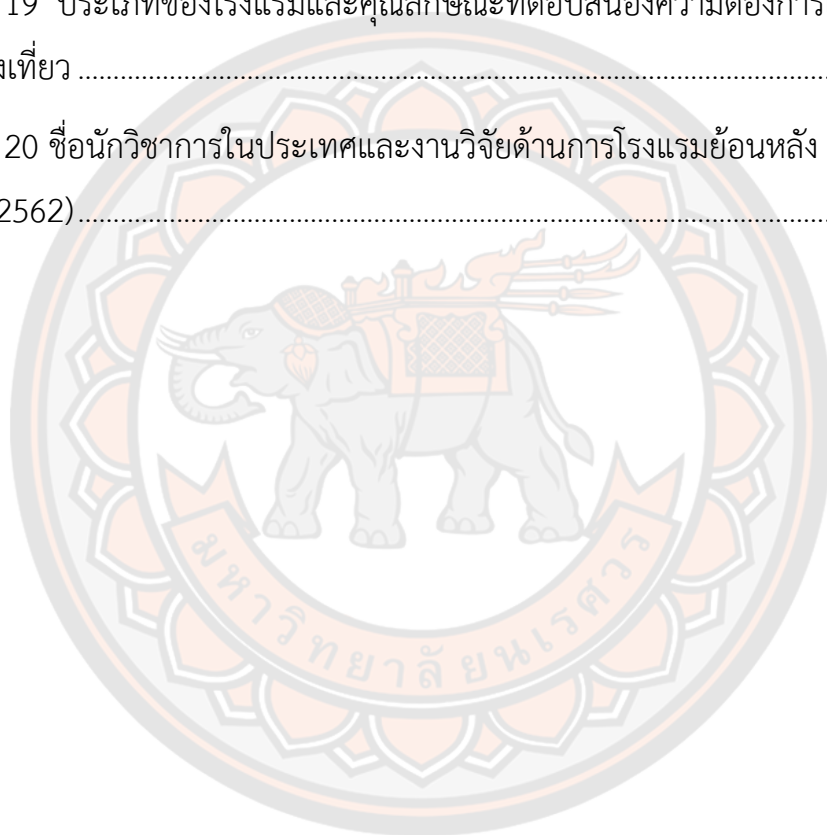 19 ประเภทของโรงแรมและคุณลักษณะที่ตอบสนองความต้องการ
งเที่ยว ........................................................................................................
20 ชื่อนักวิชาการในประเทศและงานวิจัยด้านการโรงแรมย้อนหลัง
2562) ........................................................................................................
มหาวิทยาลัยนเรศวร